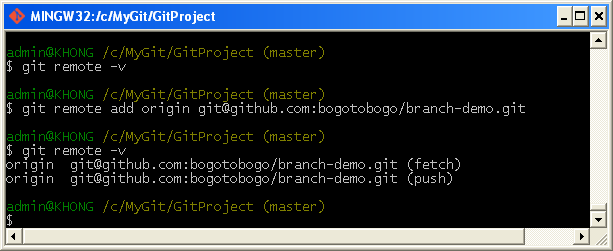 MINGW32:/c/MyGit/GitProject
admin@KHONG /c/MyGit/GitProject (master)
$ git remote -v
admin@KHONG /c/MyGit/GitProject (master)
$ git remote add origin git@github.com:bogotobogo/branch-demo.git
admin@KHONG /c/MyGit/GitProject (master)
$ git remote -v
origin  git@github.com:bogotobogo/branch-demo.git (fetch)
origin  git@github.com:bogotobogo/branch-demo.git (push)
admin@KHONG /c/MyGit/GitProject (master)
$